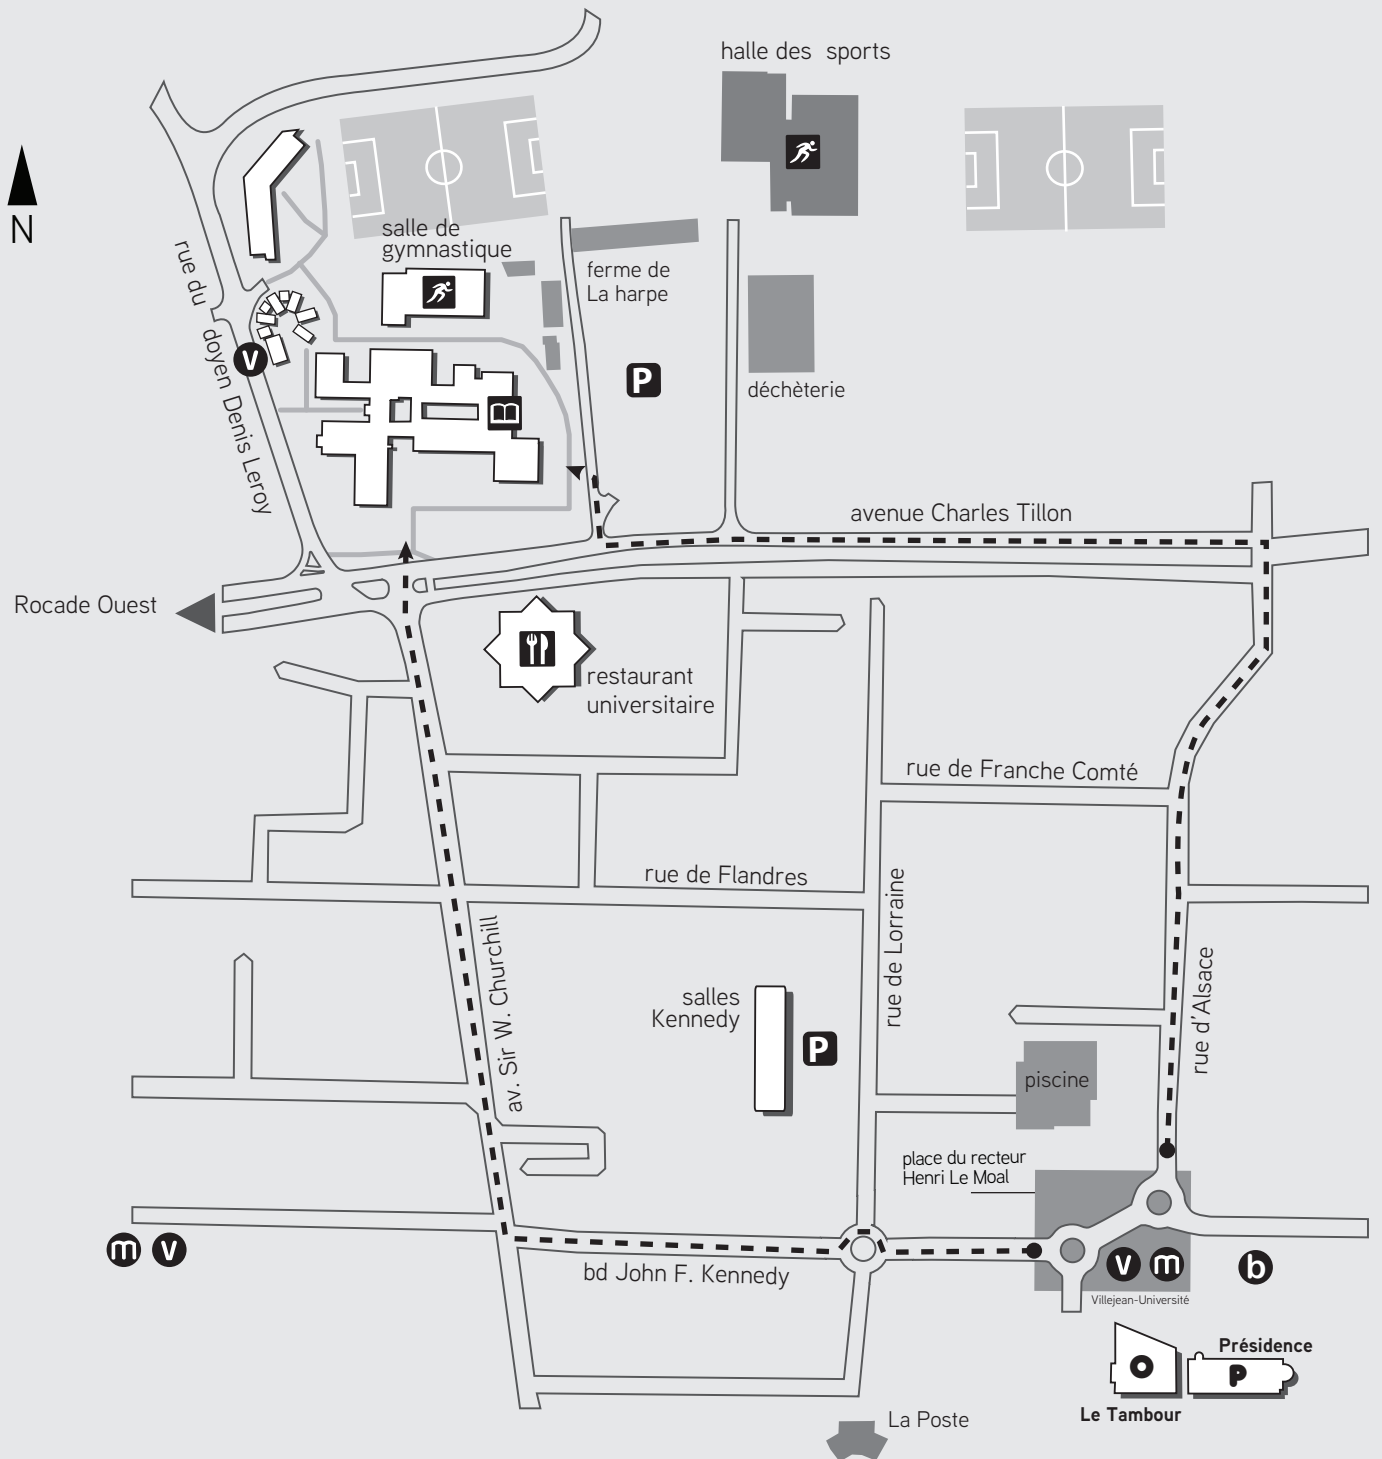 halle des sports
N
salle de
gymnastique
rue du doyen Denis Leroy
ferme de
La harpe
V
P
déchèterie
avenue Charles Tillon
Rocade Ouest
restaurant
universitaire
rue de Franche Comté
rue de Flandres
rue de Lorraine
av. Sir W. Churchill
rue d'Alsace
salles
Kennedy
P
piscine
place du recteur
Henri Le Moal
m V
bd John F. Kennedy
V m
b
Villejean-Université
Présidence
O
P
Le Tambour
La Poste